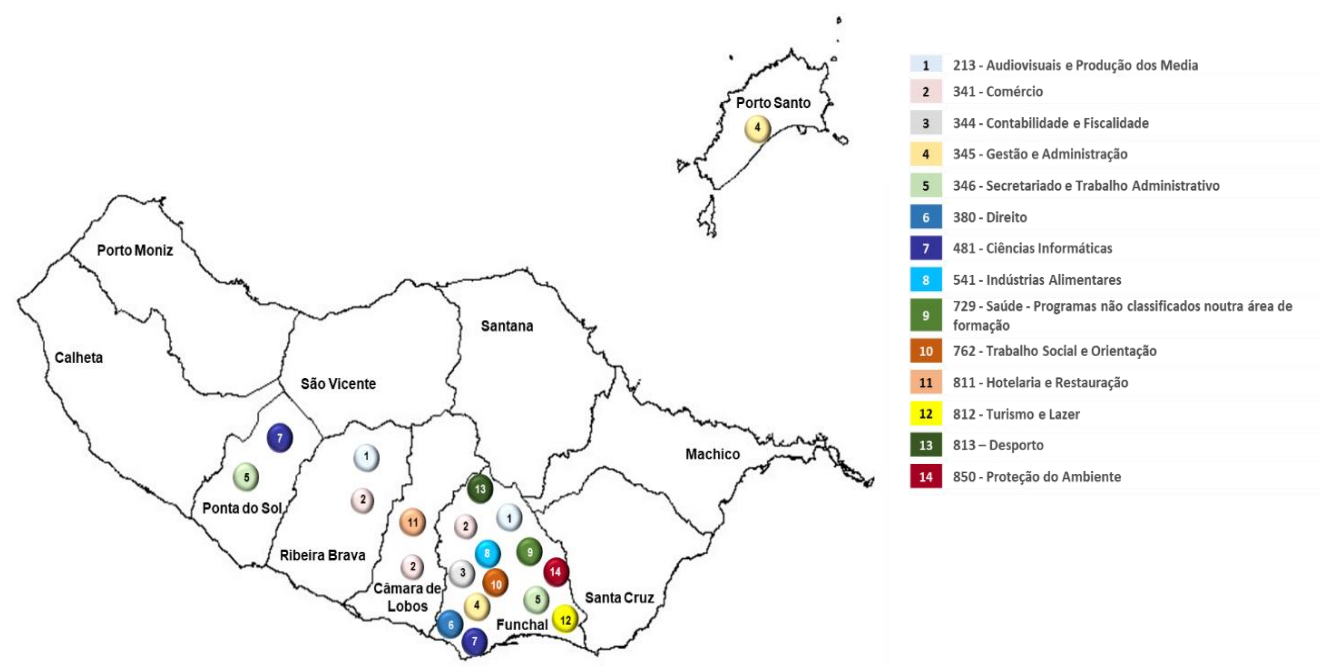 Porto Santo
4
Porto Moniz
Calheta
Santana
São Vicente
Machico
7
5
Ponta do Sol
1
2
Ribeira Brava
11
2
Câmara de
Lobos
13
2
1
8
9
3
10
14
4
5
6
7
12
Funchal
Santa Cruz
1 213 - Audiovisuais e Produção dos Media
2 341 - Comércio
3 344 - Contabilidade e Fiscalidade
4 345 - Gestão e Administração
5 346 - Secretariado e Trabalho Administrativo
6 380 - Direito
7 481 - Ciências Informáticas
8 541 - Indústrias Alimentares
9 729 - Saúde - Programas não classificados noutra área de
formação
10 762 - Trabalho Social e Orientação
11 811 - Hotelaria e Restauração
12 812 - Turismo e Lazer
13 813 – Desporto
14 850 - Proteção do Ambiente